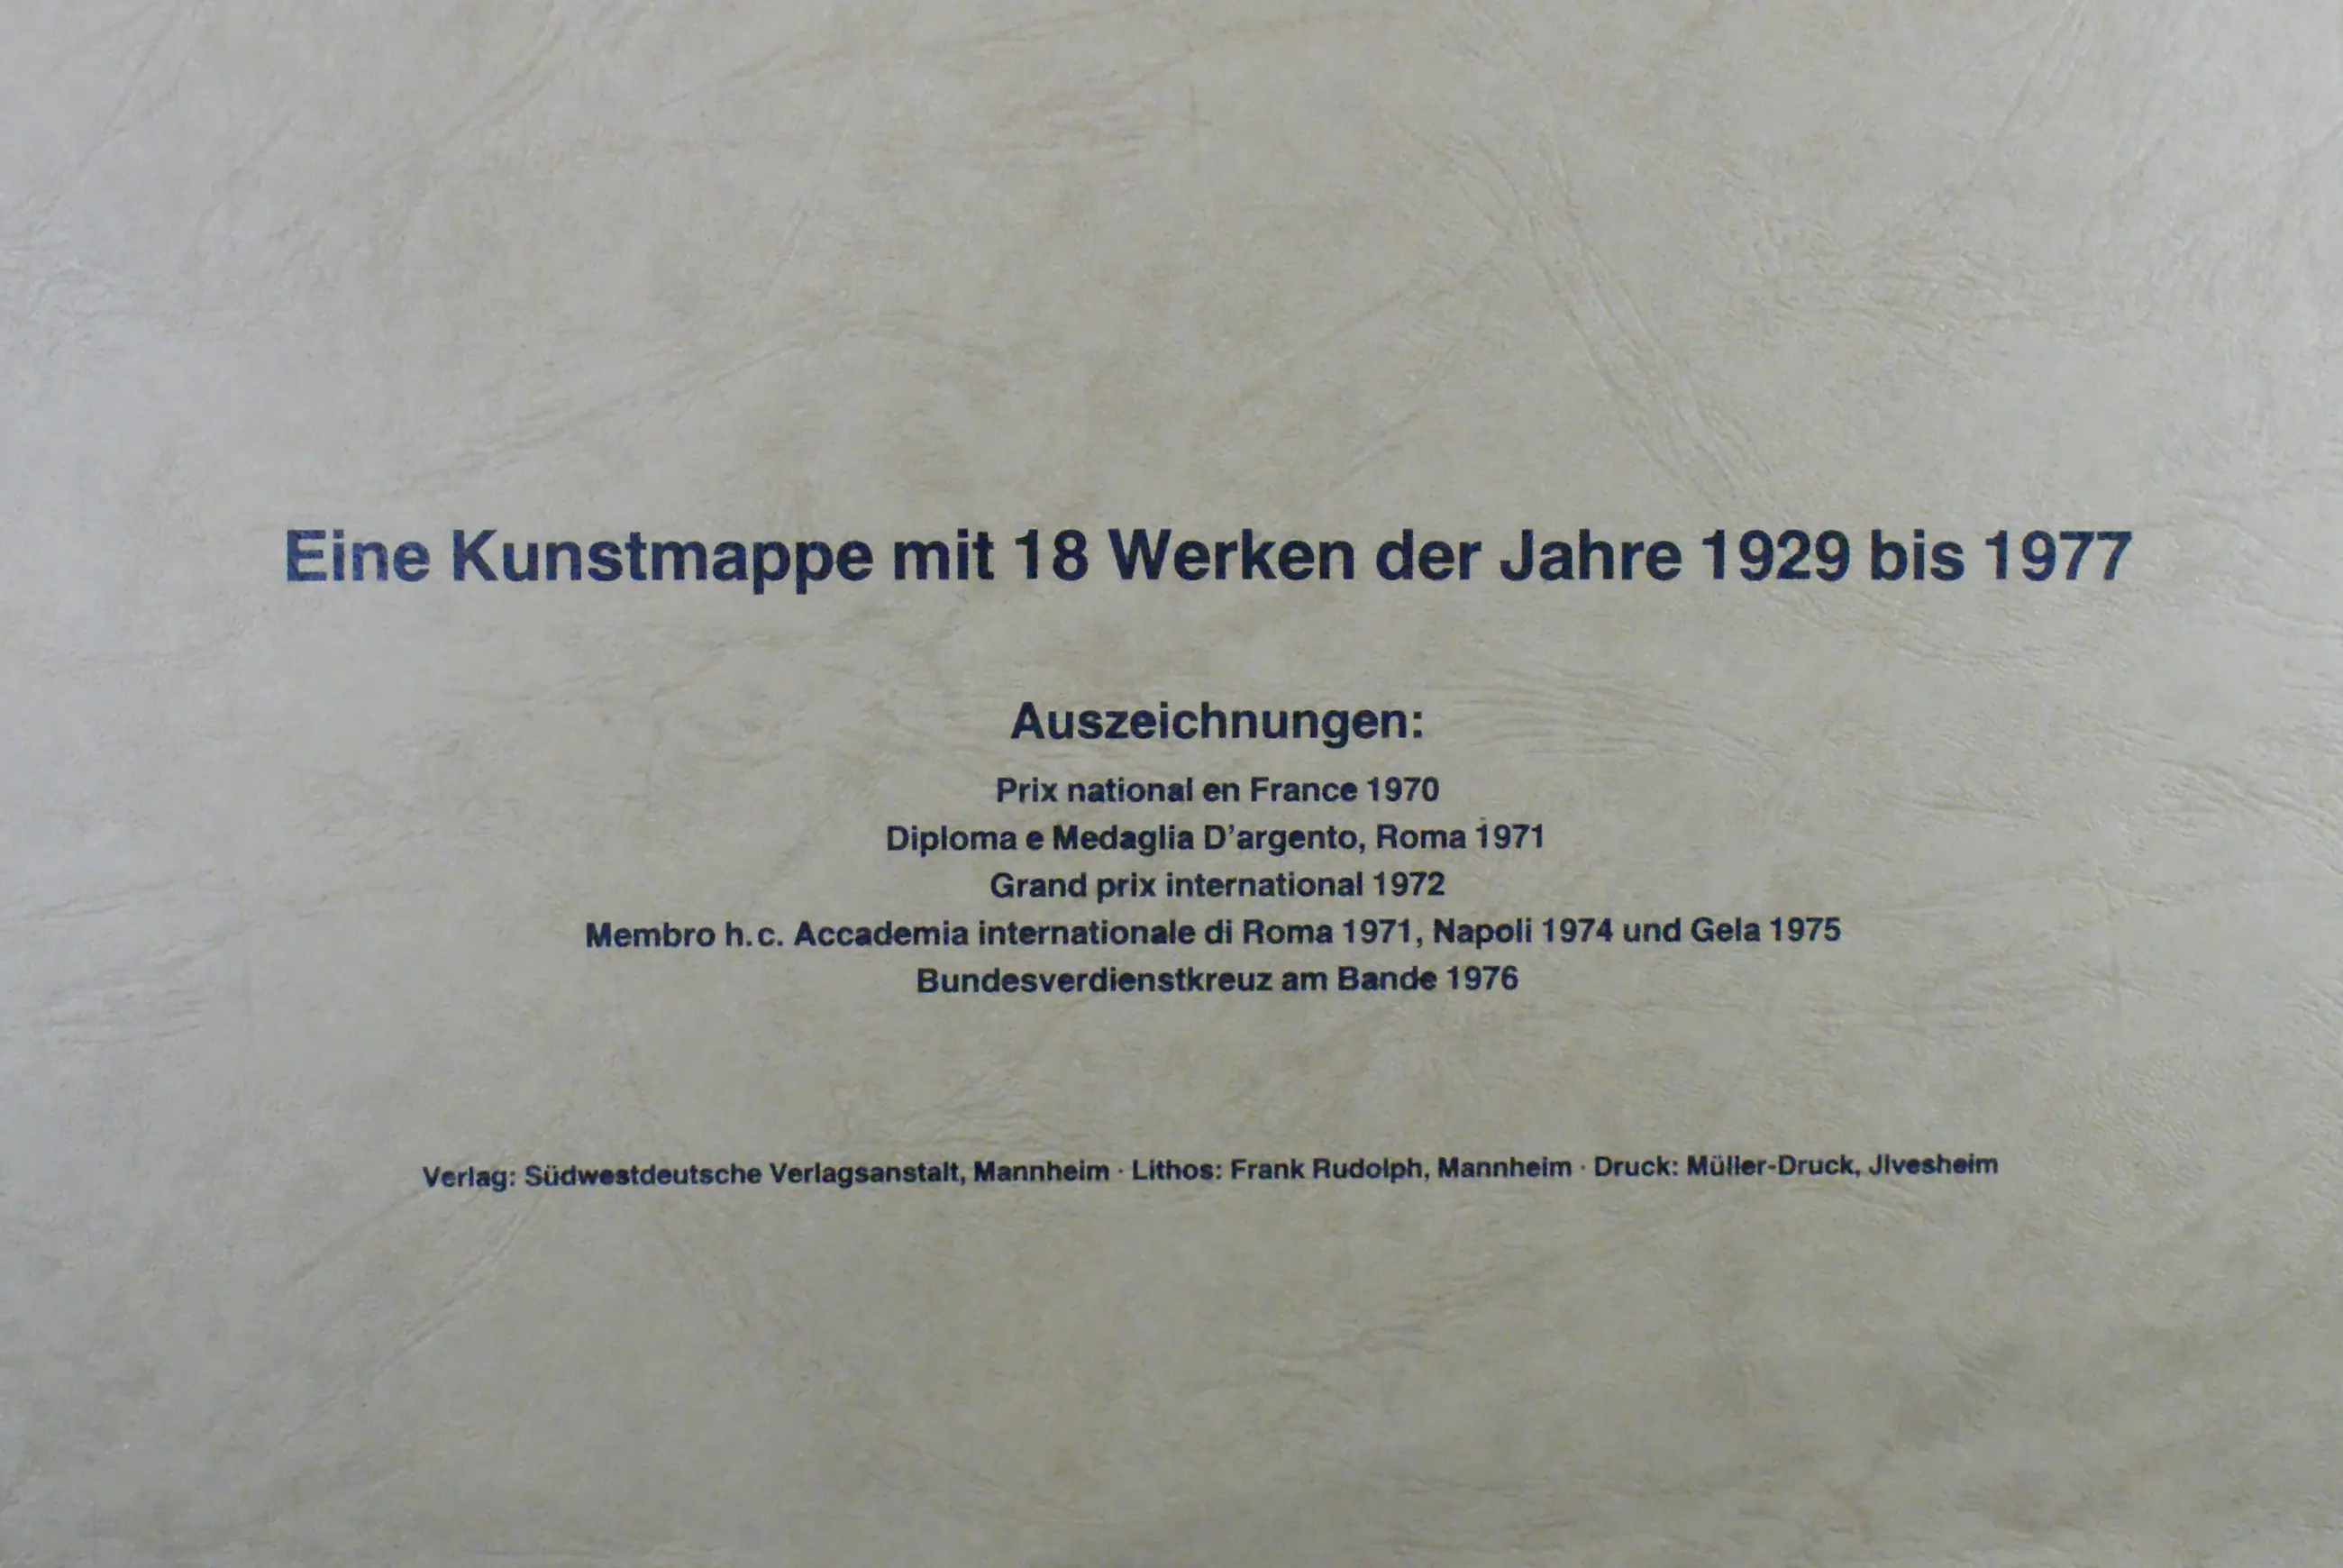 Eine Kunstmappe mit 18 Werken der Jahre 1929 bis 1977
Auszeichnungen:
Prix national en France 1970
Diploma e Medaglia D’argento, Roma 1971
Grand prix international 1972
Membro h.c. Accademia internationale di Roma 1971, Napoli 1974 und Gela 1975
Bundesverdienstkreuz am Bande 1976
Verlag: Südwestdeutsche Verlagsanstalt, Mannheim · Lithos: Frank Rudolph, Mannheim · Druck: Müller-Druck, Jlvesheim